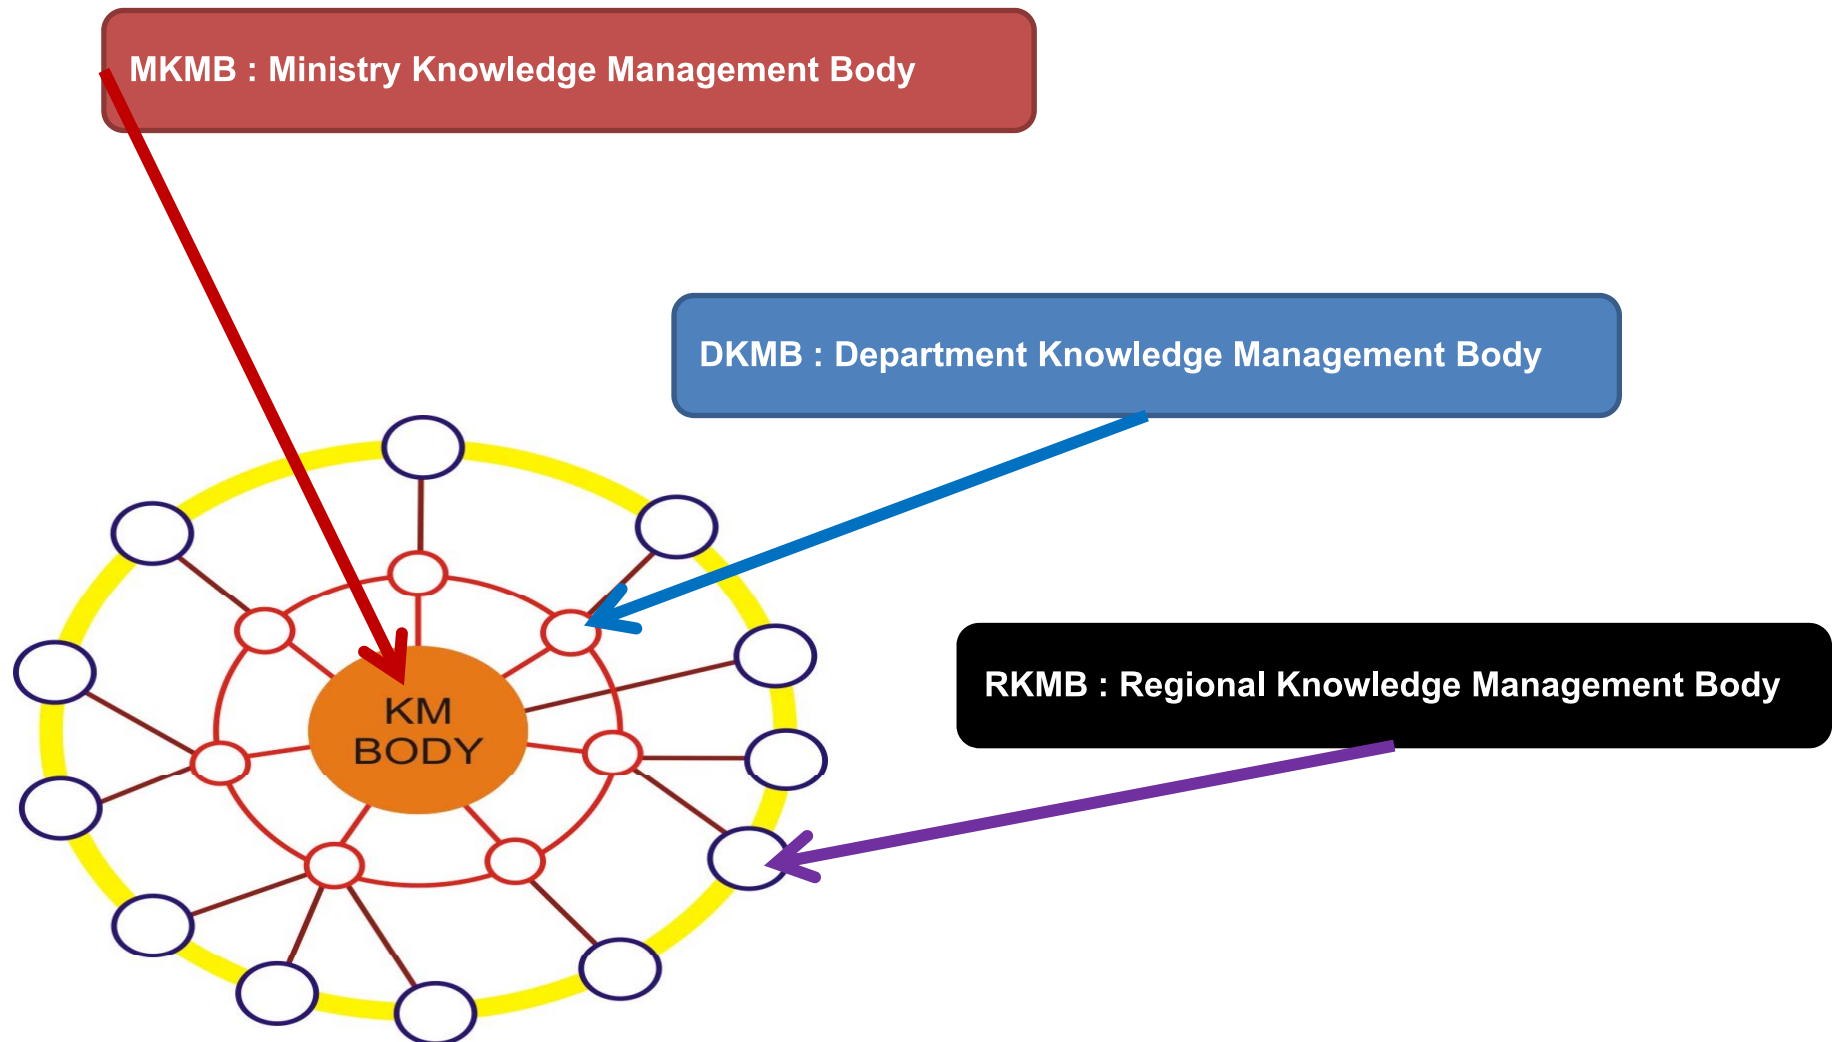 MKMB : Ministry Knowledge Management Body
DKMB : Department Knowledge Management Body
RKMB : Regional Knowledge Management Body
KM
BODY